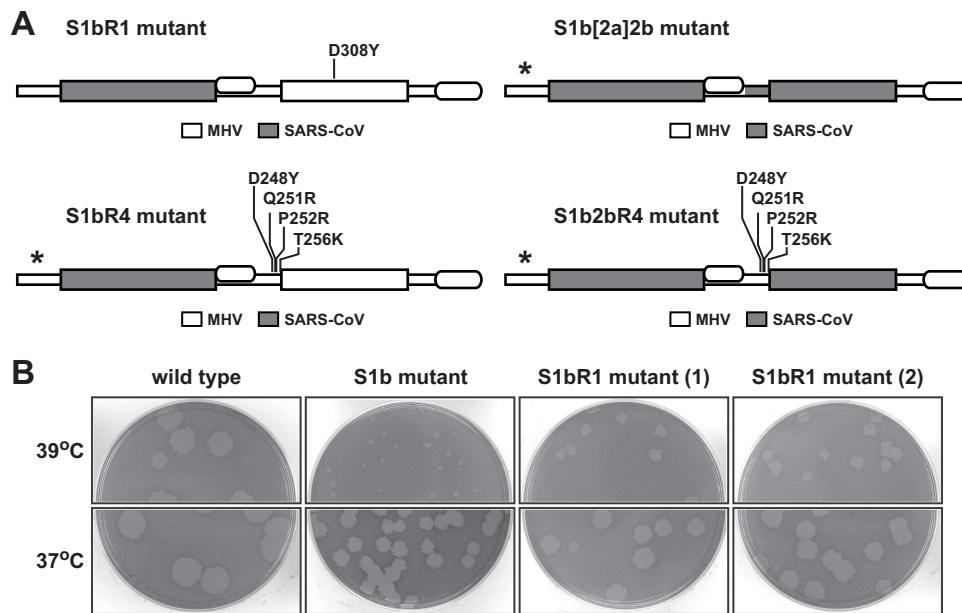 A
S1bR1 mutant
D308Y
MHV SARS-CoV
S1b[2a]2b mutant
*
MHV SARS-CoV
S1bR4 mutant
D248Y
Q251R
P252R
T256K
*
MHV SARS-CoV
S1b2bR4 mutant
D248Y
Q251R
P252R
T256K
*
MHV SARS-CoV
B
wild type S1b mutant S1bR1 mutant (1) S1bR1 mutant (2)
39°C
37°C